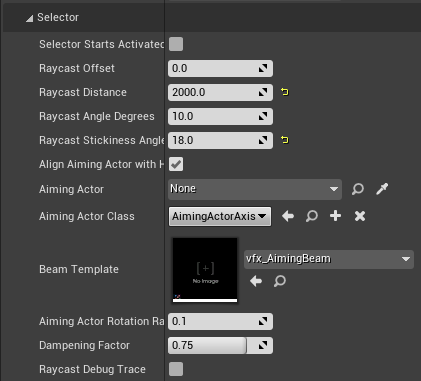 Selector
Selector Starts Activated
Raycast Offset 0.0
Raycast Distance 2000.0
Raycast Angle Degrees 10.0
Raycast Stickiness Angle 18.0
Align Aiming Actor with H
Aiming Actor None
Aiming Actor Class AimingActorAxis
Beam Template No Image vfx_AimingBeam
Aiming Actor Rotation Ra 0.1
Dampening Factor 0.75
Raycast Debug Trace